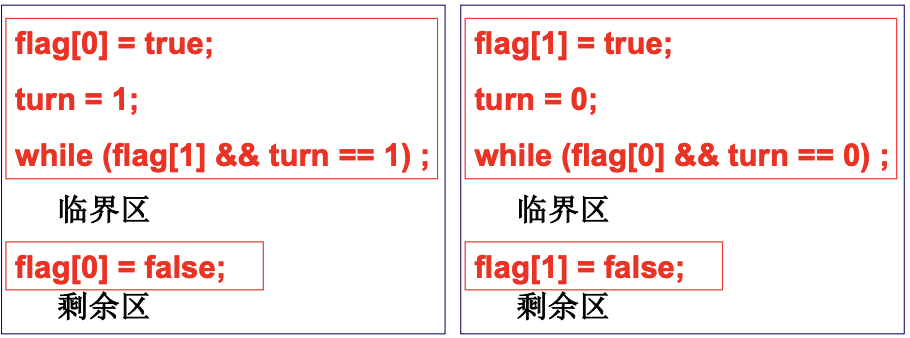 flag[0] = true;
turn = 1;
while (flag[1] && turn == 1) ;
临界区
flag[0] = false;
剩余区
flag[1] = true;
turn = 0;
while (flag[0] && turn == 0) ;
临界区
flag[1] = false;
剩余区